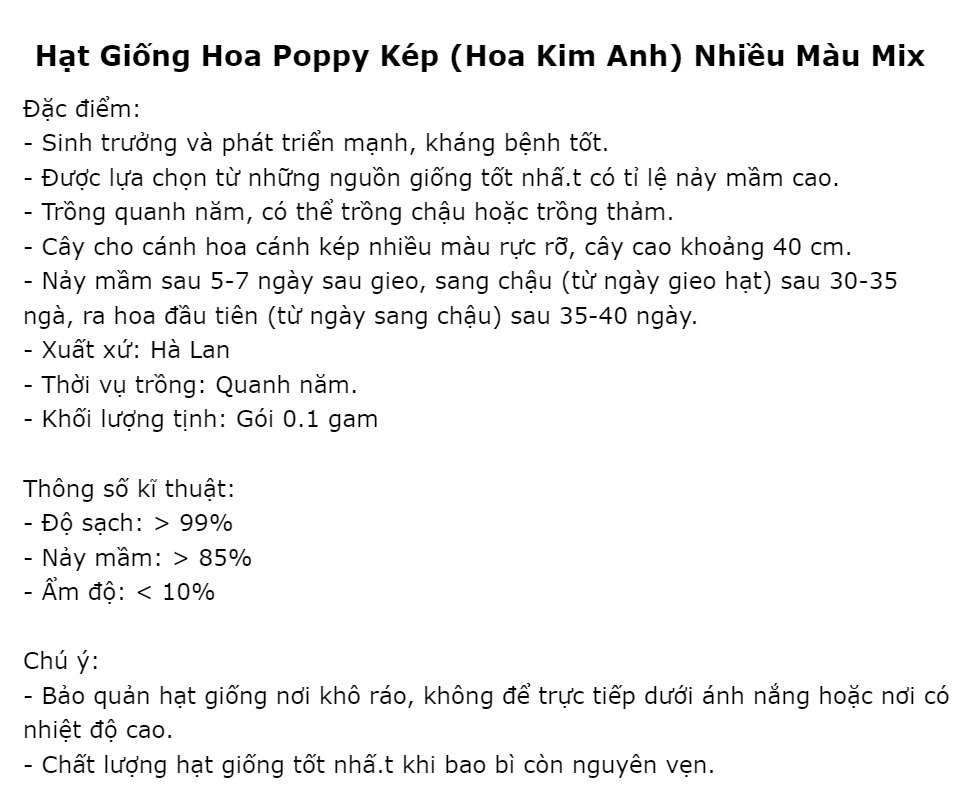 Hạt Giống Hoa Poppy Kép (Hoa Kim Anh) Nhiều Màu Mix
Đặc điểm:
- Sinh trưởng và phát triển mạnh, kháng bệnh tốt.
- Được lựa chọn từ những nguồn giống tốt nhấ.t có tỉ lệ nảy mầm cao.
- Trồng quanh năm, có thể trồng chậu hoặc trồng thảm.
- Cây cho cánh hoa cánh kép nhiều màu rực rỡ, cây cao khoảng 40 cm.
- Nảy mầm sau 5-7 ngày sau gieo, sang chậu (từ ngày gieo hạt) sau 30-35
ngà, ra hoa đầu tiên (từ ngày sang chậu) sau 35-40 ngày.
- Xuất xứ: Hà Lan
- Thời vụ trồng: Quanh năm.
- Khối lượng tịnh: Gói 0.1 gam
Thông số kĩ thuật:
- Độ sạch: > 99%
- Nảy mầm: > 85%
- Ẩm độ: < 10%
Chú ý:
- Bảo quản hạt giống nơi khô ráo, không để trực tiếp dưới ánh nắng hoặc nơi có
nhiệt độ cao.
- Chất lượng hạt giống tốt nhấ.t khi bao bì còn nguyên vẹn.